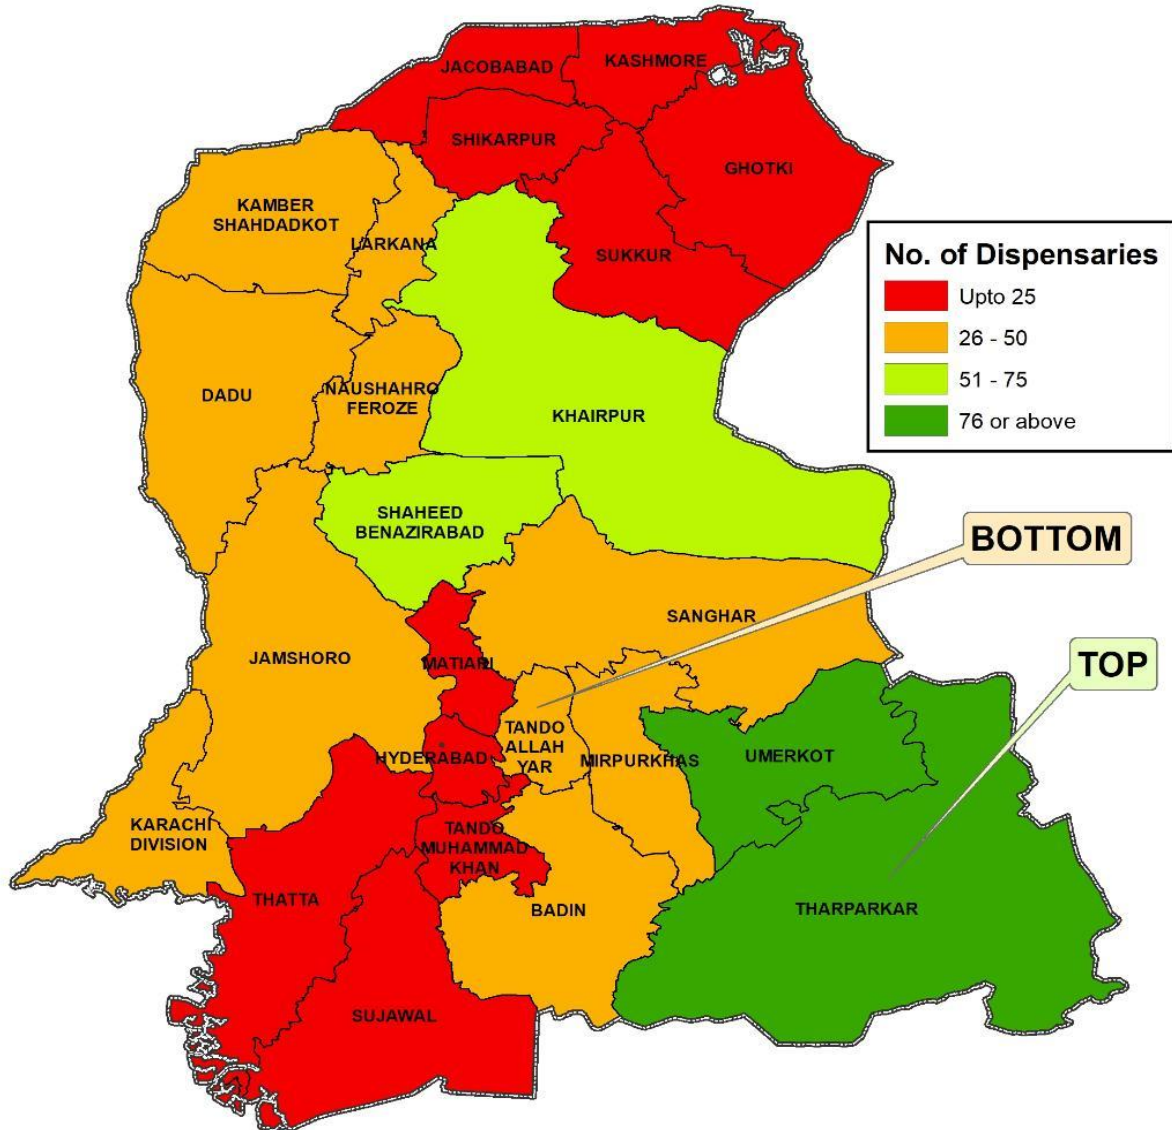 JACOBABAD
KASHMORE
SHIKARPUR
GHOTKI
KAMBER
SHAHDADKOT
LARKANA
SUKKUR
No. of Dispensaries
Upto 25
26 - 50
51 - 75
76 or above
DADU
NAUSHAHRO
FEROZE
KHAIRPUR
SHAHEED
BENAZIRABAD
BOTTOM
SANGHAR
JAMSHORO
MATIARI
TOP
TANDO
ALLAH
YAR
HYDERABAD
MIRPURKHAS
UMERKOT
KARACHI
DIVISION
TANDO
MUHAMMAD
KHAN
THATTA
BADIN
THARPARKAR
SUJAWAL